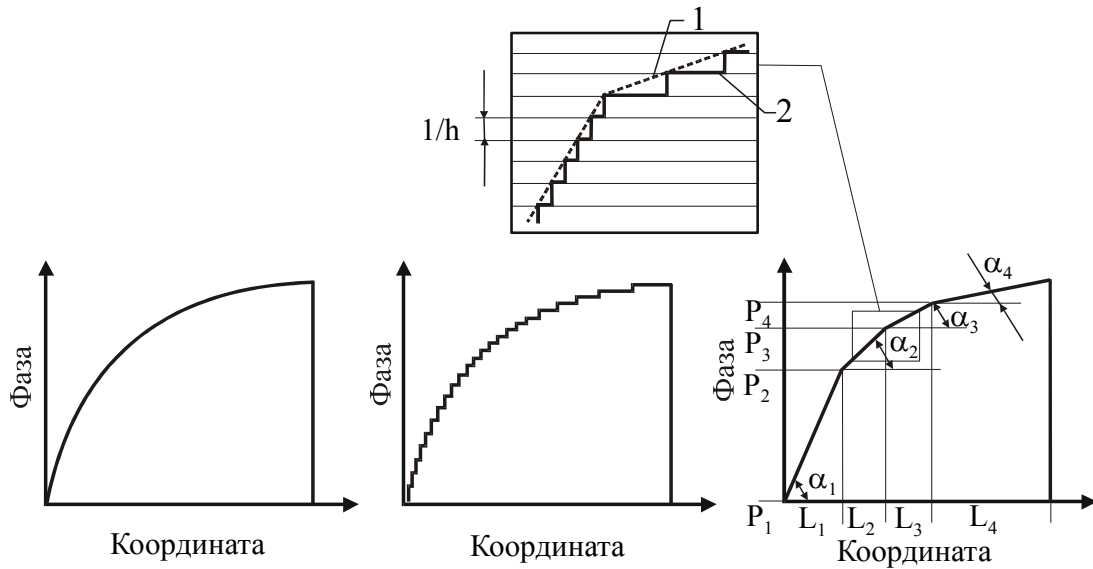 1
2
1/h
Фаза
Координата
Фаза
Координата
Фаза
P₄
P₃
P₂
P₁
α₁
α₂
α₃
α₄
L₁ L₂ L₃ L₄
Координата